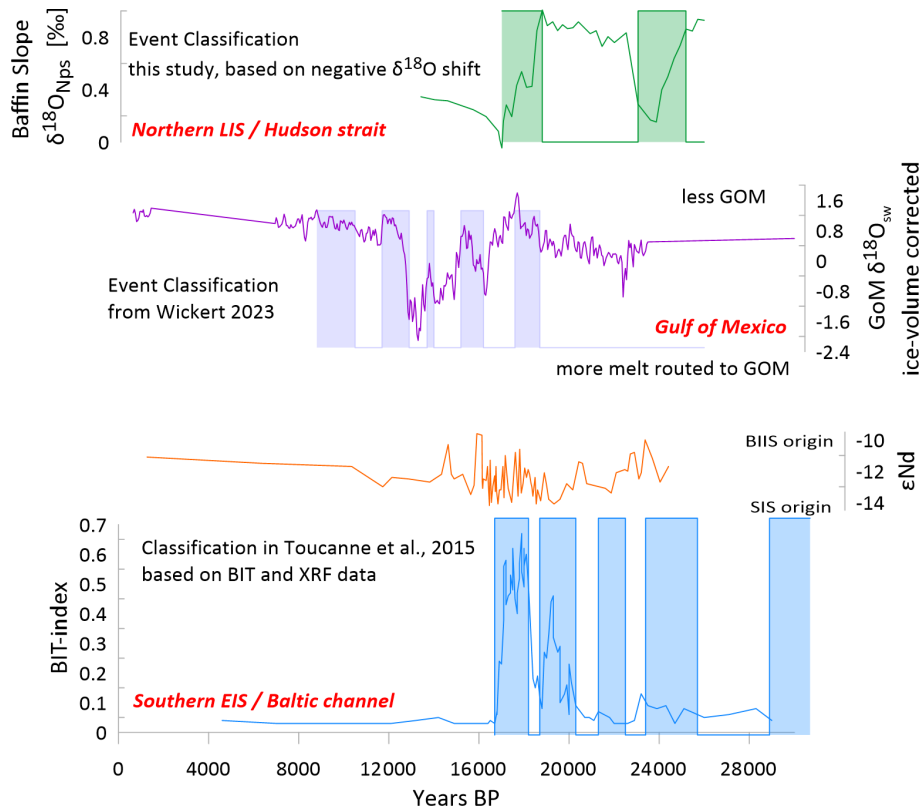 Baffin Slope
δ¹⁸O_Nps [‰]
0.8
0.4
0
Event Classification
this study, based on negative δ¹⁸O shift
Northern LIS / Hudson strait
less GOM
1.6
0.8
0
-0.8
-1.6
-2.4
GoM δ¹⁸O_sw
ice-volume corrected
Event Classification
from Wickert 2023
Gulf of Mexico
more melt routed to GOM
BIIS origin
-10
-12
-14
εNd
SIS origin
0.7
0.6
0.5
0.4
0.3
0.2
0.1
0
BIT-index
Classification in Toucanne et al., 2015
based on BIT and XRF data
Southern EIS / Baltic channel
0 4000 8000 12000 16000 20000 24000 28000
Years BP